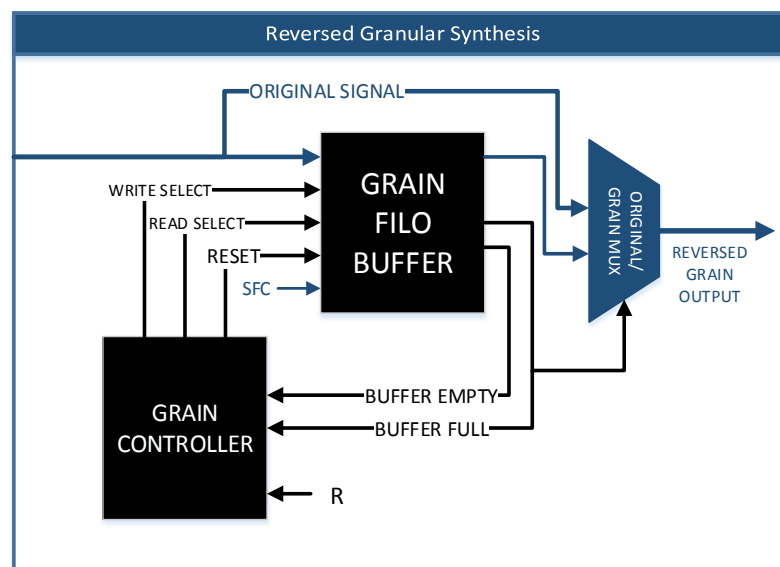 Reversed Granular Synthesis
ORIGINAL SIGNAL
WRITE SELECT
READ SELECT
RESET
SFC
GRAIN
FILO
BUFFER
ORIGINAL/
GRAIN MUX
REVERSED
GRAIN
OUTPUT
GRAIN
CONTROLLER
BUFFER EMPTY
BUFFER FULL
R